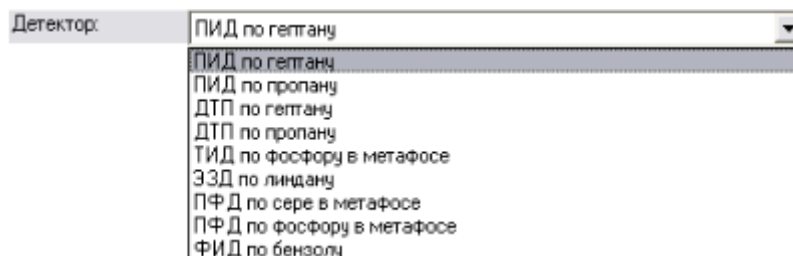 Детектор: ПИД по гептану
ПИД по гептану
ПИД по пропану
ДТП по гептану
ДТП по пропану
ТИД по фосфору в метафосе
ЭЗД по линдану
ПФД по сере в метафосе
ПФД по фосфору в метафосе
ФИД по бензолу